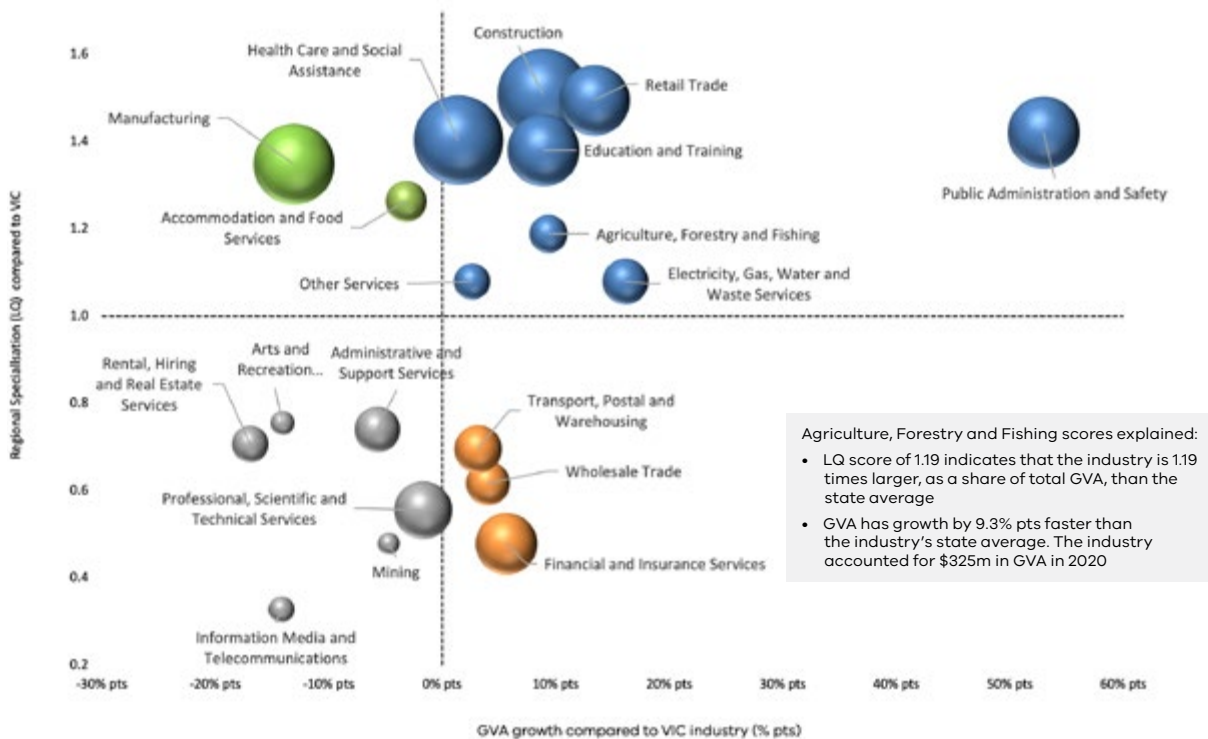 Regional Specialisation (LQ) compared to VIC
1.6
1.4
1.2
1.0
0.8
0.6
0.4
0.2
Construction
Health Care and Social
Assistance
Retail Trade
Manufacturing
Education and Training
Public Administration and Safety
Accommodation and Food
Services
Agriculture, Forestry and Fishing
Other Services
Electricity, Gas, Water and
Waste Services
Rental, Hiring
and Real Estate
Services
Arts and
Recreation...
Administrative and
Support Services
Transport, Postal and
Warehousing
Wholesale Trade
Professional, Scientific and
Technical Services
Mining
Financial and Insurance Services
Information Media and
Telecommunications
Agriculture, Forestry and Fishing scores explained:
• LQ score of 1.19 indicates that the industry is 1.19
times larger, as a share of total GVA, than the
state average
• GVA has growth by 9.3% pts faster than
the industry's state average. The industry
accounted for $325m in GVA in 2020
-30% pts
-20% pts
-10% pts
0% pts
10% pts
20% pts
30% pts
40% pts
50% pts
60% pts
GVA growth compared to VIC industry (% pts)